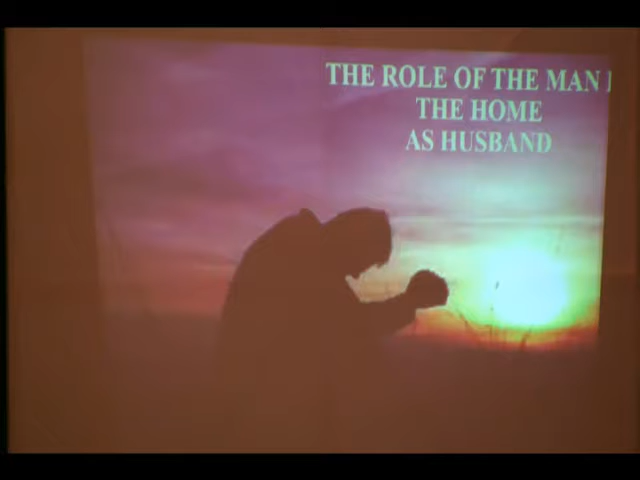 THE ROLE OF THE MAN
THE HOME
AS HUSBAND